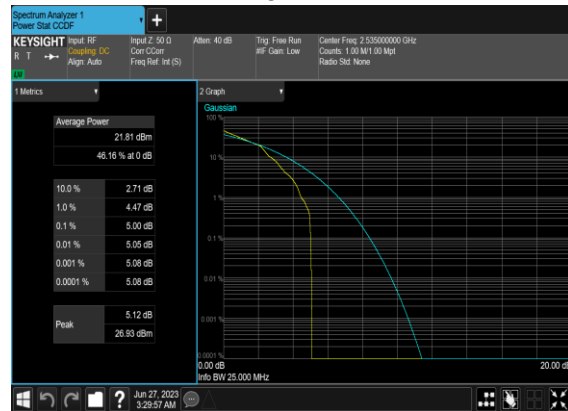 Spectrum Analyzer 1
Power Stat CCDF
+
KEYSIGHT
R T
LXI
Input: RF
Coupling: DC
Align: Auto
Input Z: 50 Ω
Corr CCorr
Freq Ref: Int (S)
Atten: 40 dB
Trig: Free Run
#IF Gain: Low
Center Freq: 2.535000000 GHz
Counts: 1.00 M/1.00 Mpt
Radio Std: None
1 Metrics
Average Power
21.81 dBm
46.16 % at 0 dB
10.0 % 2.71 dB
1.0 % 4.47 dB
0.1 % 5.00 dB
0.01 % 5.05 dB
0.001 % 5.08 dB
0.0001 % 5.08 dB
Peak 5.12 dB
26.93 dBm
2 Graph
Gaussian
100 %
10 %
1 %
0.1 %
0.01 %
0.001 %
0.0001 %
0.00 dB
20.00 dB
Info BW 25.000 MHz
?
Jun 27, 2023
3:29:57 AM